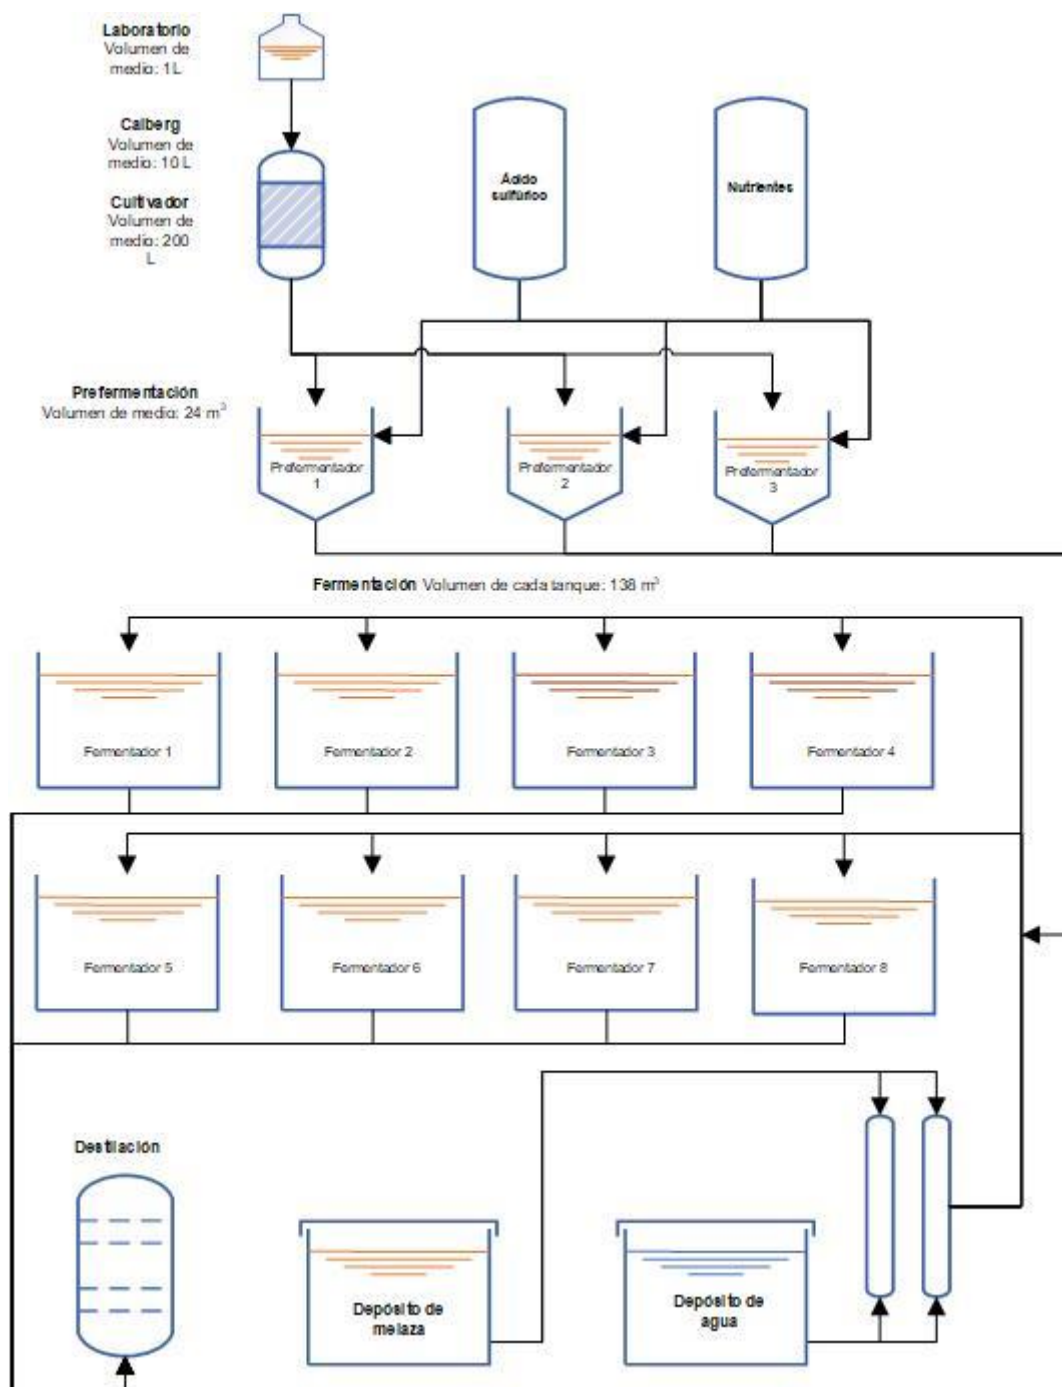 Laboratorio
Volumen de
medio: 1 L
Calberg
Volumen de
medio: 10 L
Cultivador
Volumen de
medio: 200
L
Ácido
sulfúrico
Nutrientes
Prefermentación
Volumen de medio: 24 m³
Prefermentador
1
Prefermentador
2
Prefermentador
3
Fermentación Volumen de cada tanque: 138 m³
Fermentador 1
Fermentador 2
Fermentador 3
Fermentador 4
Fermentador 5
Fermentador 6
Fermentador 7
Fermentador 8
Destilación
Depósito de
melaza
Depósito de
agua